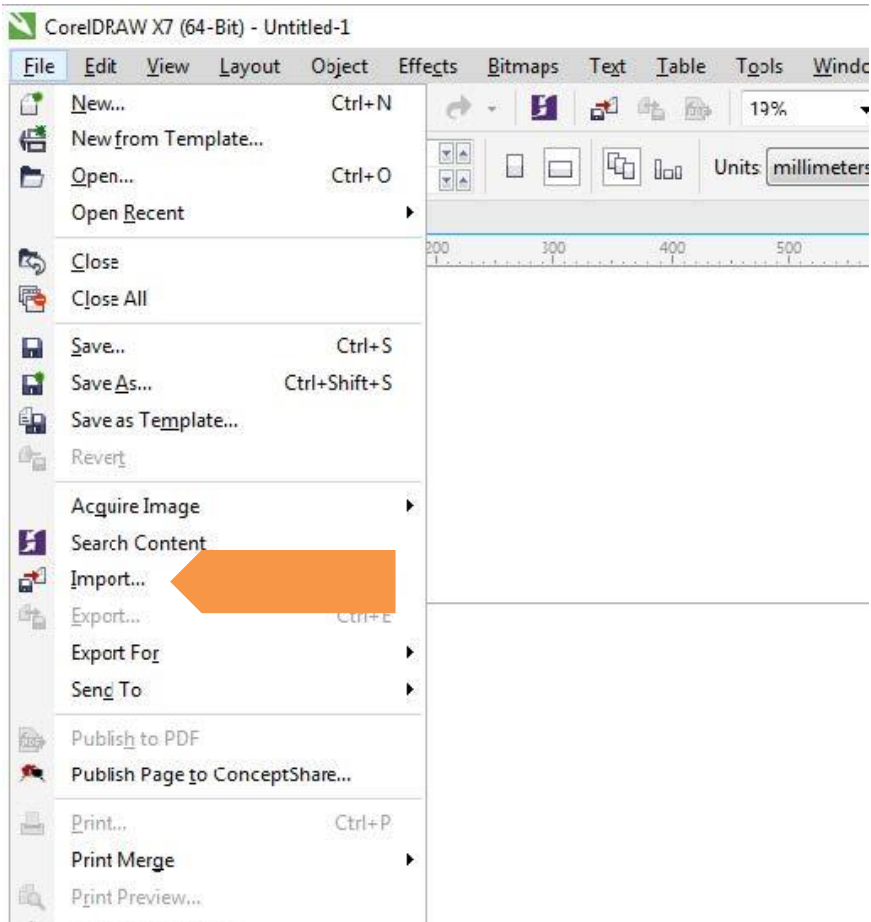 CorelDRAW X7 (64-Bit) - Untitled-1
File Edit View Layout Object Effects Bitmaps Text Table Tools Windo
New... Ctrl+N
19%
New from Template...
Open... Ctrl+O
Units: millimeters
Open Recent
200 300 400 500
Close
Close All
Save... Ctrl+S
Save As... Ctrl+Shift+S
Save as Template...
Revert
Acquire Image
Search Content
Import...
Export... Ctrl+E
Export For
Send To
Publish to PDF
Publish Page to ConceptShare...
Print... Ctrl+P
Print Merge
Print Preview...